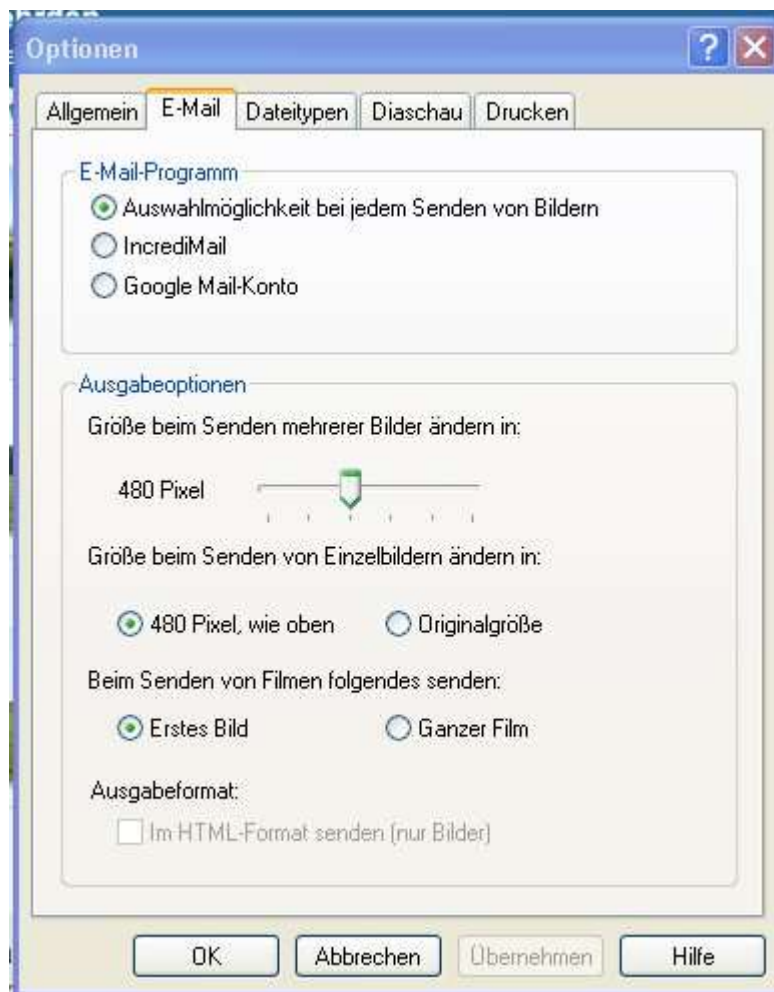 Optionen
Allgemein E-Mail Dateitypen Diaschau Drucken
E-Mail-Programm
Auswahlmöglichkeit bei jedem Senden von Bildern
IncrediMail
Google Mail-Konto
Ausgabeoptionen
Größe beim Senden mehrerer Bilder ändern in:
480 Pixel
Größe beim Senden von Einzelbildern ändern in:
480 Pixel, wie oben Originalgröße
Beim Senden von Filmen folgendes senden:
Erstes Bild Ganzer Film
Ausgabeformat:
Im HTML-Format senden (nur Bilder)
OK Abbrechen Übernehmen Hilfe